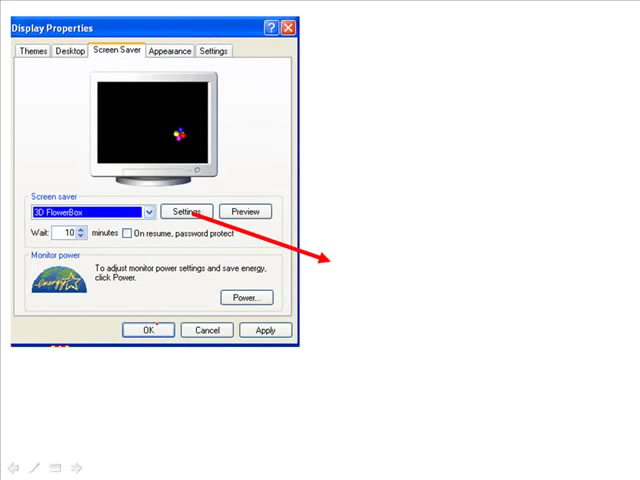 Display Properties
Themes Desktop Screen Saver Appearance Settings
Screen saver
3D FlowerBox Settings Preview
Wait: 10 minutes On resume, password protect
Monitor power
To adjust monitor power settings and save energy,
click Power.
energy
Power...
OK Cancel Apply